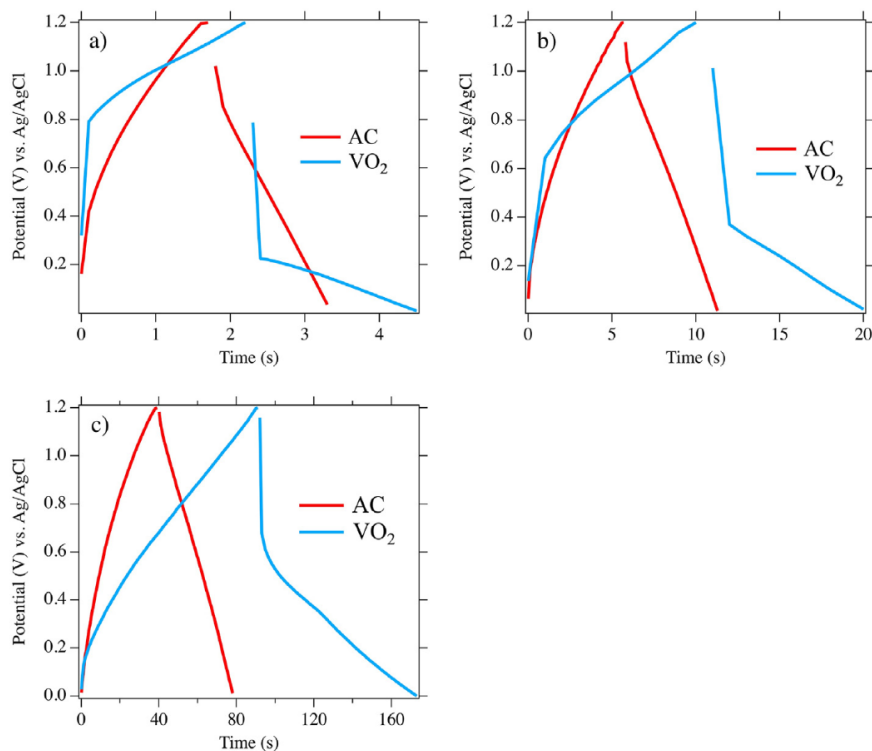 a)
1.2
1.0
0.8
0.6
0.4
0.2
Potential (V) vs. Ag/AgCl
AC
VO₂
0 1 2 3 4
Time (s)
b)
1.2
1.0
0.8
0.6
0.4
0.2
Potential (V) vs. Ag/AgCl
AC
VO₂
0 5 10 15 20
Time (s)
c)
1.2
1.0
0.8
0.6
0.4
0.2
0.0
Potential (V) vs. Ag/AgCl
AC
VO₂
0 40 80 120 160
Time (s)